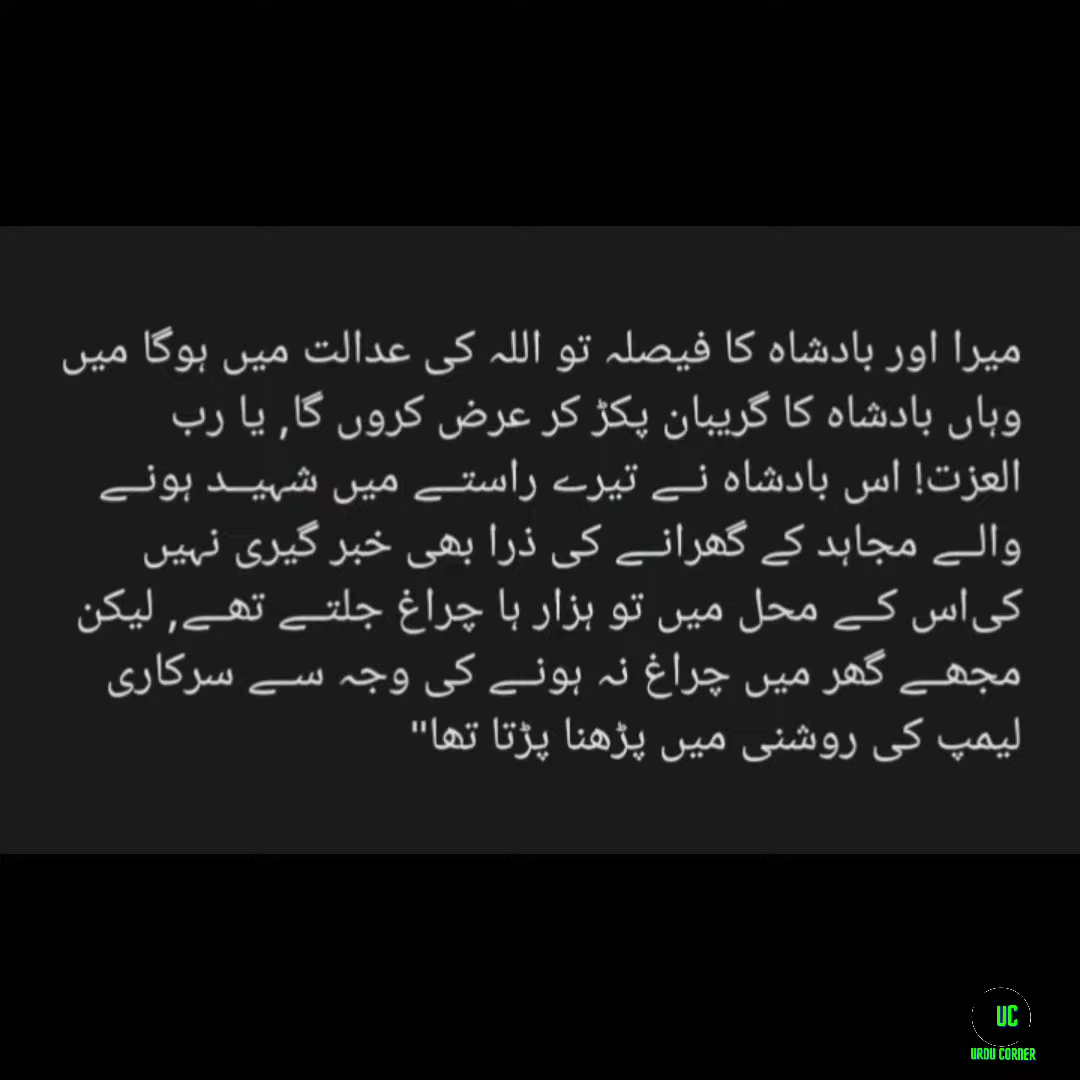 میرا اور بادشاہ کا فیصلہ تو اللہ کی عدالت میں ہوگا میں
وہاں بادشاہ کا گریبان پکڑ کر عرض کروں گا, یا رب
العزت! اس بادشاہ نے تیرے راستے میں شہید ہونے
والے مجاہد کے گھرانے کی ذرا بھی خبر گیری نہیں
کی‌اس کے محل میں تو ہزار ہا چراغ جلتے تھے, لیکن
مجھے گھر میں چراغ نہ ہونے کی وجہ سے سرکاری
لیمپ کی روشنی میں پڑھنا پڑتا تھا"
UC
URDU CORNER